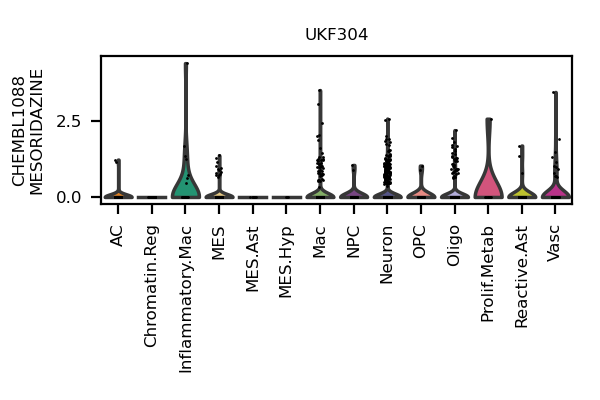 UKF304
CHEMBL1088
MESORIDAZINE
2.5
0.0
AC
Chromatin.Reg
Inflammatory.Mac
MES
MES.Ast
MES.Hyp
Mac
NPC
Neuron
OPC
Oligo
Prolif.Metab
Reactive.Ast
Vasc